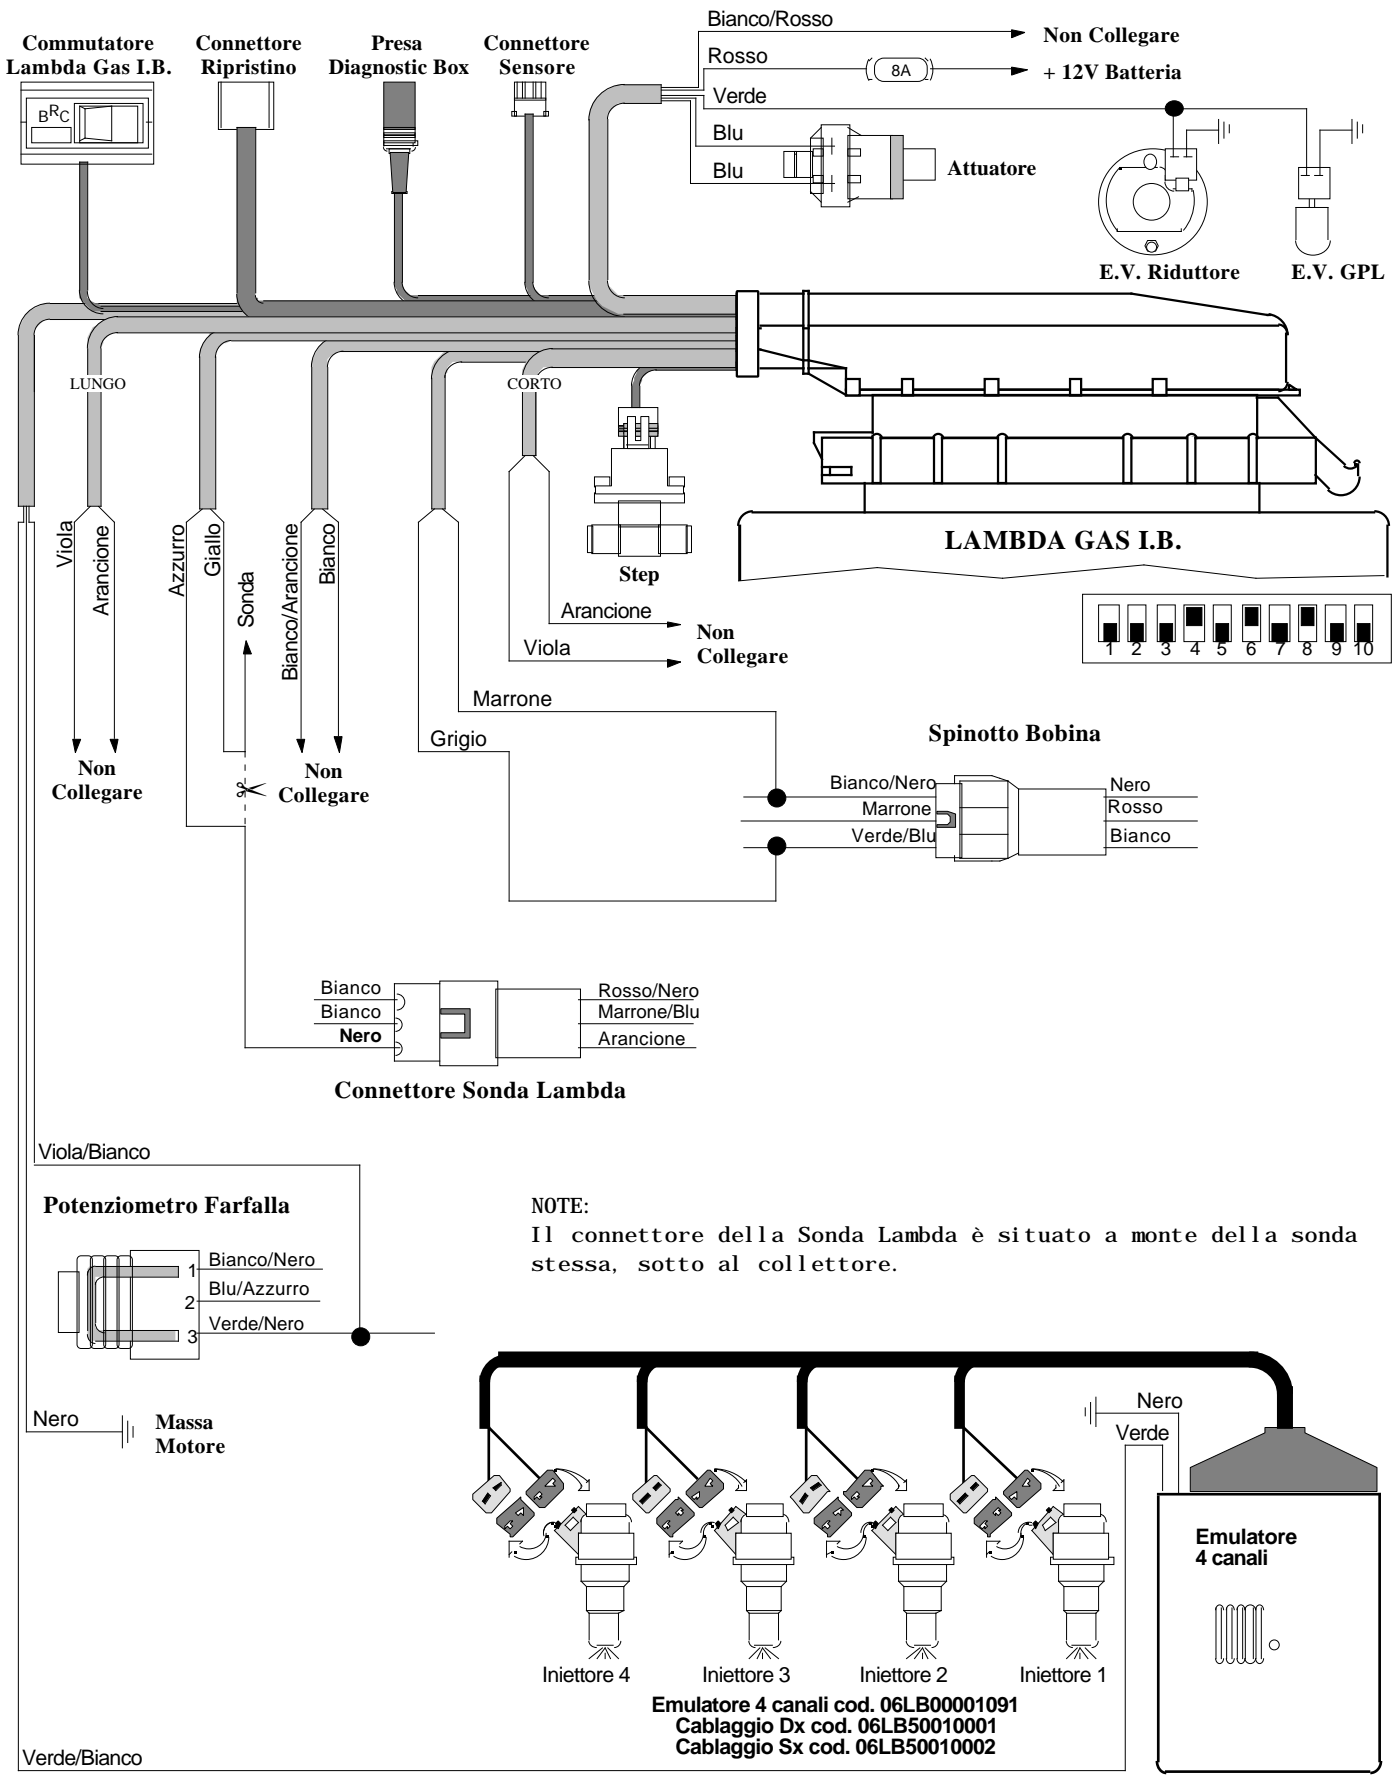 Commutatore
Lambda Gas I.B.
Connettore
Ripristino
Presa
Diagnostic Box
Connettore
Sensore
Bianco/Rosso
Non Collegare
Rosso
8A
+ 12V Batteria
Verde
Blu
Blu
Attuatore
BRC
E.V. Riduttore
E.V. GPL
LUNGO
CORTO
Viola
Arancione
Azzurro
Giallo
Sonda
Bianco/Arancione
Bianco
Step
LAMBDA GAS I.B.
Arancione
Viola
Non
Collegare
1 2 3 4 5 6 7 8 9 10
Marrone
Grigio
Non
Collegare
Non
Collegare
Spinotto Bobina
Bianco/Nero
Marrone
Verde/Blu
Nero
Rosso
Bianco
Bianco
Bianco
Nero
Rosso/Nero
Marrone/Blu
Arancione
Connettore Sonda Lambda
Viola/Bianco
Potenziometro Farfalla
1
Bianco/Nero
2
Blu/Azzurro
3
Verde/Nero
NOTE:
Il connettore della Sonda Lambda è situato a monte della sonda
stessa, sotto al collettore.
Nero
Massa
Motore
Nero
Verde
Emulatore
4 canali
Iniettore 4
Iniettore 3
Iniettore 2
Iniettore 1
Emulatore 4 canali cod. 06LB00001091
Cablaggio Dx cod. 06LB50010001
Cablaggio Sx cod. 06LB50010002
Verde/Bianco